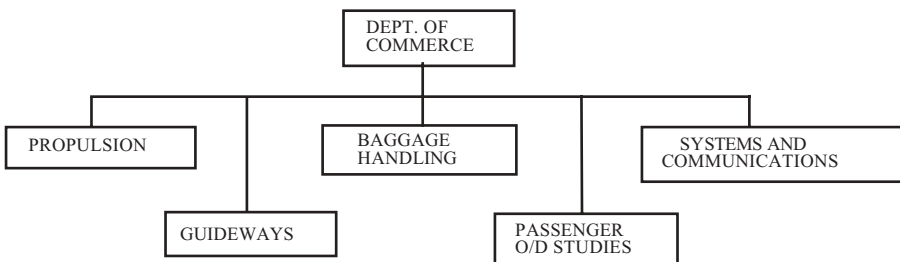 DEPT. OF
COMMERCE
PROPULSION
BAGGAGE
HANDLING
SYSTEMS AND
COMMUNICATIONS
GUIDEWAYS
PASSENGER
O/D STUDIES